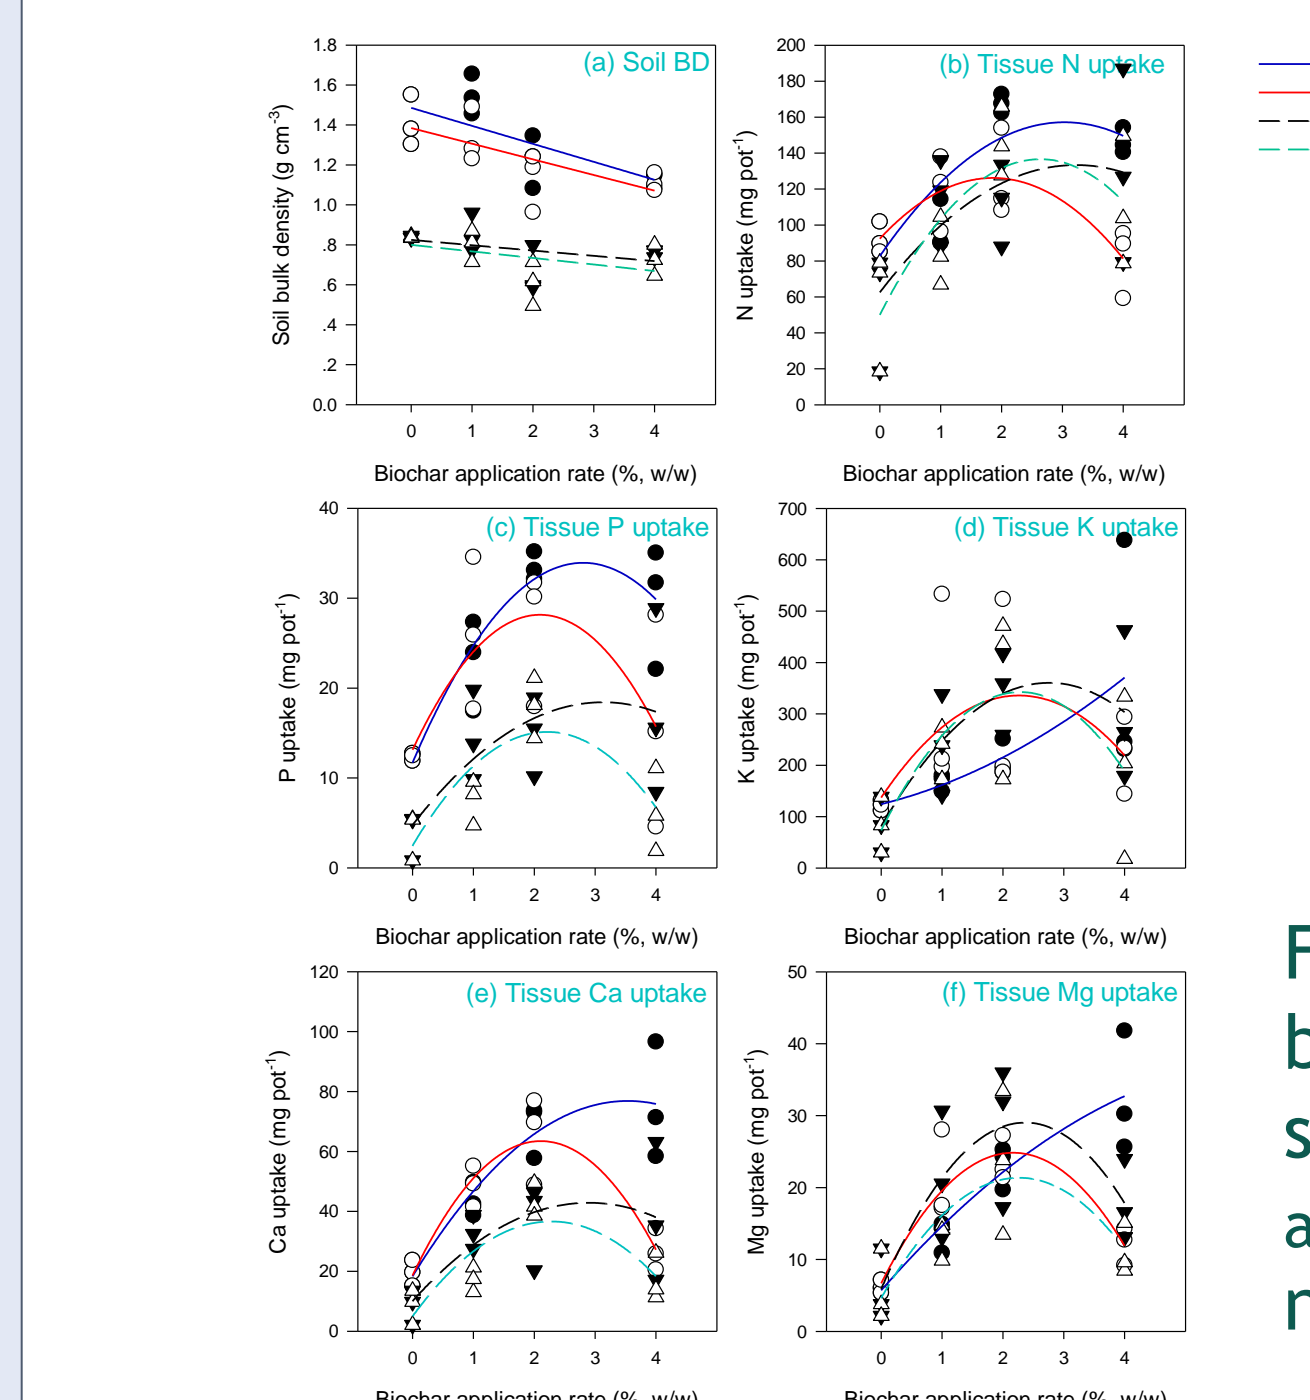 (a) Soil BD
Soil bulk density (g cm-3)
1.8
1.6
1.4
1.2
1.0
.8
.6
.4
.2
0.0
0 1 2 3 4
Biochar application rate (%, w/w)
(b) Tissue N uptake
N uptake (mg pot-1)
200
180
160
140
120
100
80
60
40
20
0
0 1 2 3 4
Biochar application rate (%, w/w)
(c) Tissue P uptake
P uptake (mg pot-1)
40
30
20
10
0
0 1 2 3 4
Biochar application rate (%, w/w)
(d) Tissue K uptake
K uptake (mg pot-1)
700
600
500
400
300
200
100
0
0 1 2 3 4
Biochar application rate (%, w/w)
(e) Tissue Ca uptake
Ca uptake (mg pot-1)
120
100
80
60
40
20
0
0 1 2 3 4
Biochar application rate (%, w/w)
(f) Tissue Mg uptake
Mg uptake (mg pot-1)
50
40
30
20
10
0
0 1 2 3 4
Biochar application rate (%, w/w)
b
s
a